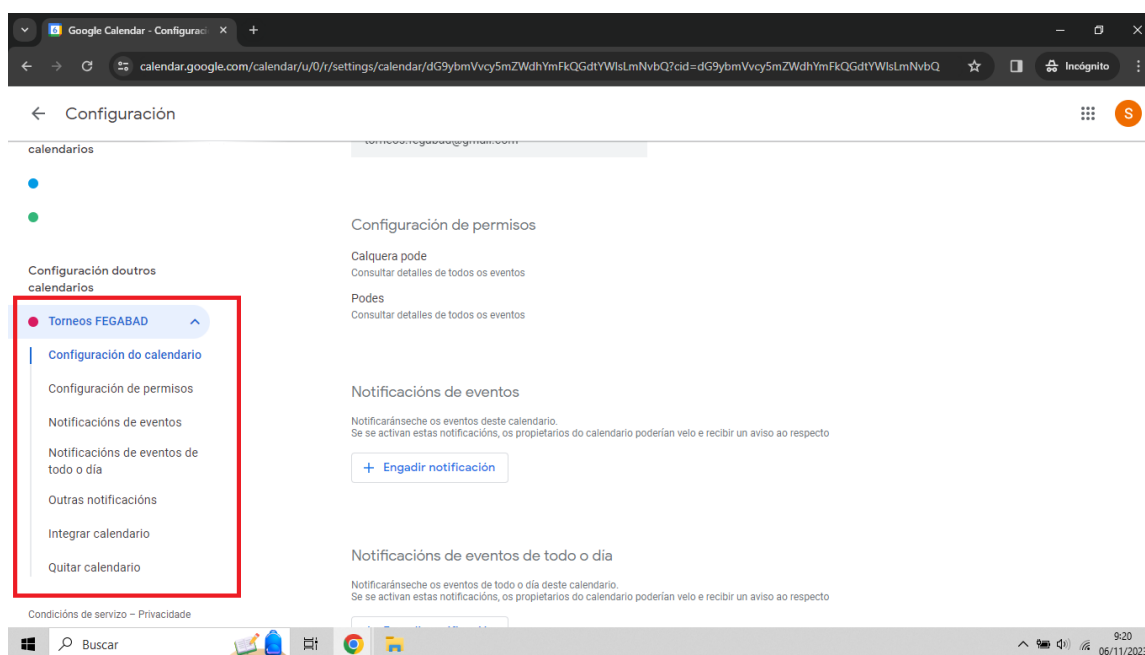 Google Calendar - Configuraci
calendar.google.com/calendar/u/0/r/settings/calendar/dG9ybmVvcy5mZWdhYmFkQGdtYWlsLmNvbQ?cid=dG9ybmVvcy5mZWdhYmFkQGdtYWlsLmNvbQ
Incógnito
Configuración
S
calendarios
torneos.fegabad@gmail.com
Configuración doutros
calendarios
Torneos FEGABAD
Configuración do calendario
Configuración de permisos
Notificacións de eventos
Notificacións de eventos de
todo o día
Outras notificacións
Integrar calendario
Quitar calendario
Condicións de servizo – Privacidade
Configuración de permisos
Calquera pode
Consultar detalles de todos os eventos
Podes
Consultar detalles de todos os eventos
Notificacións de eventos
Notificaránseche os eventos deste calendario.
Se se activan estas notificacións, os propietarios do calendario poderían velo e recibir un aviso ao respecto
+ Engadir notificación
Notificacións de eventos de todo o día
Notificaránseche os eventos de todo o día deste calendario.
Se se activan estas notificacións, os propietarios do calendario poderían velo e recibir un aviso ao respecto
Buscar
9:20